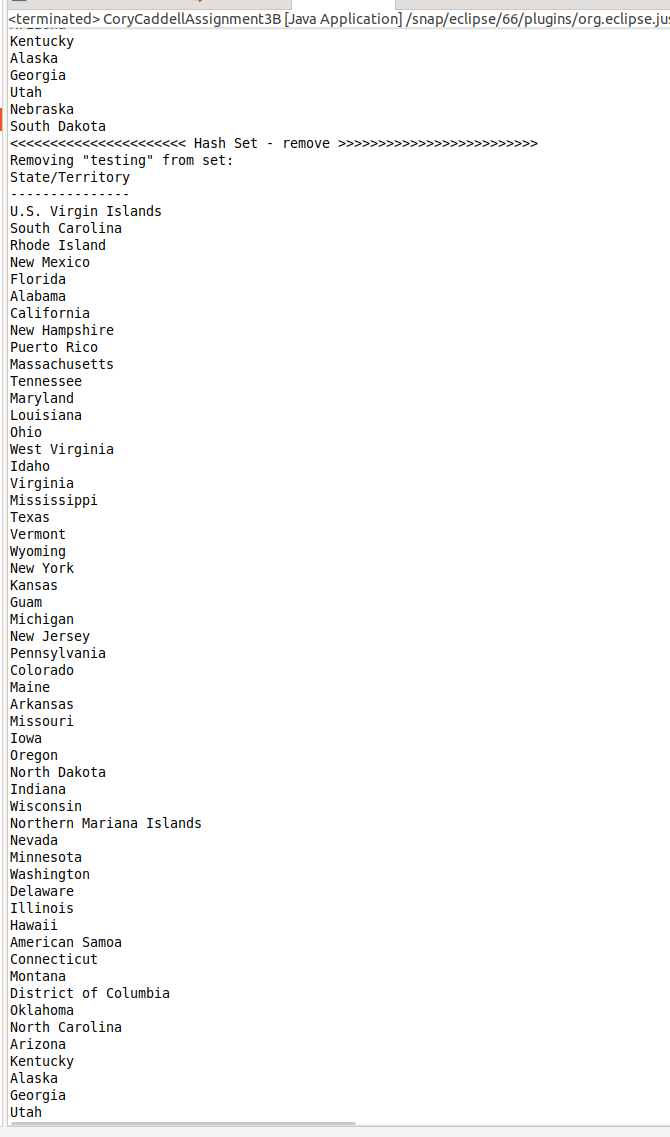 <terminated> CoryCaddellAssignment3B [Java Application] /snap/eclipse/66/plugins/org.eclipse.jus
Kentucky
Alaska
Georgia
Utah
Nebraska
South Dakota
<<<<<<<<<<<<<<<<<<<<<< Hash Set - remove >>>>>>>>>>>>>>>>>>>>>>>>>
Removing "testing" from set:
State/Territory
---------------
U.S. Virgin Islands
South Carolina
Rhode Island
New Mexico
Florida
Alabama
California
New Hampshire
Puerto Rico
Massachusetts
Tennessee
Maryland
Louisiana
Ohio
West Virginia
Idaho
Virginia
Mississippi
Texas
Vermont
Wyoming
New York
Kansas
Guam
Michigan
New Jersey
Pennsylvania
Colorado
Maine
Arkansas
Missouri
Iowa
Oregon
North Dakota
Indiana
Wisconsin
Northern Mariana Islands
Nevada
Minnesota
Washington
Delaware
Illinois
Hawaii
American Samoa
Connecticut
Montana
District of Columbia
Oklahoma
North Carolina
Arizona
Kentucky
Alaska
Georgia
Utah